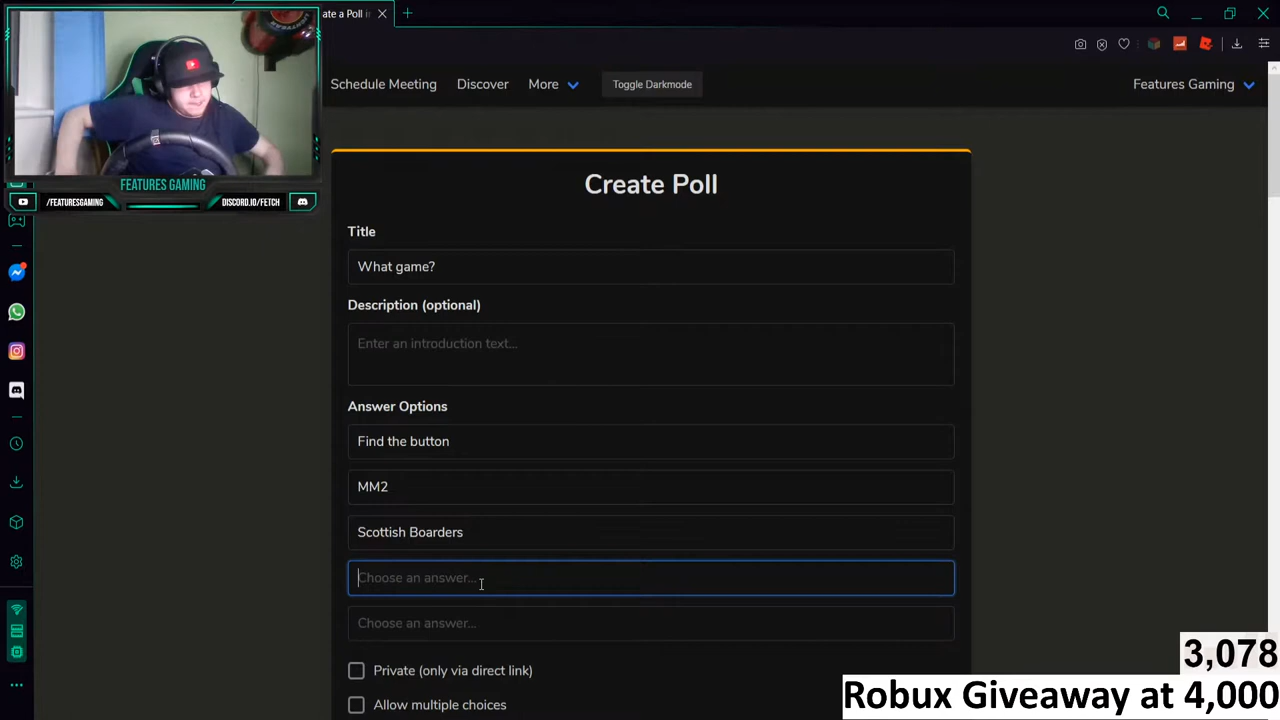 ate a Poll i
Schedule Meeting
Discover
More
Toggle Darkmode
Features Gaming
FEATURES GAMING
/FEATURESGAMING
DISCORD.IO/FETCH
Create Poll
Title
What game?
Description (optional)
Enter an introduction text...
Answer Options
Find the button
MM2
Scottish Boarders
Choose an answer...
Choose an answer...
Private (only via direct link)
Allow multiple choices
3,078
Robux Giveaway at 4,000